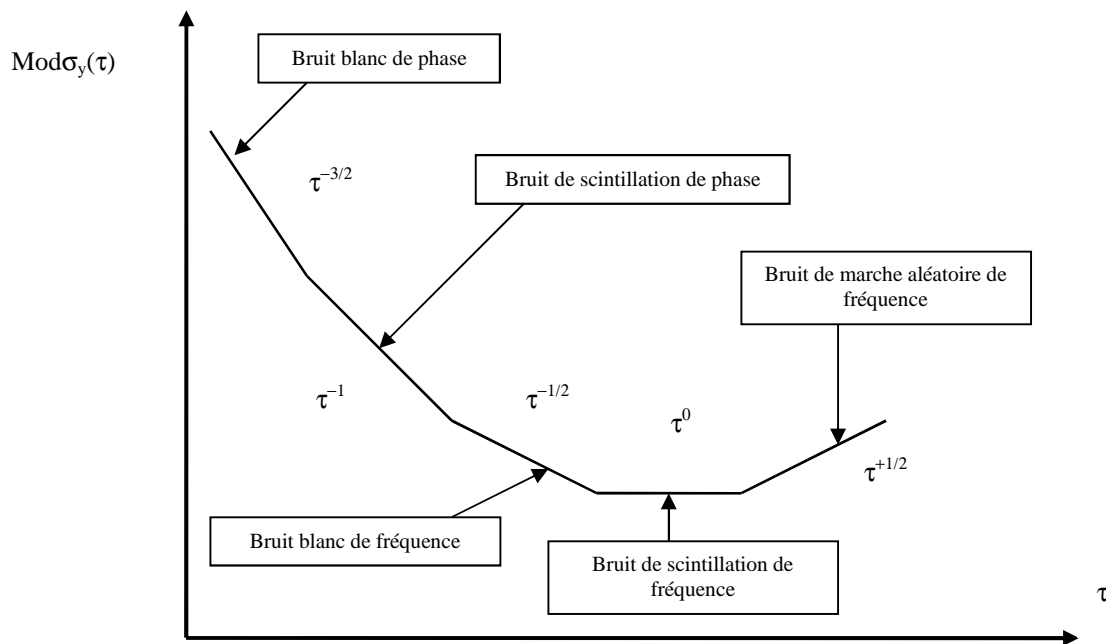 Modσy(τ)
Bruit blanc de phase
τ−3/2
Bruit de scintillation de phase
Bruit de marche aléatoire de
fréquence
τ−1
τ−1/2
τ0
τ+1/2
Bruit blanc de fréquence
Bruit de scintillation de
fréquence
τ